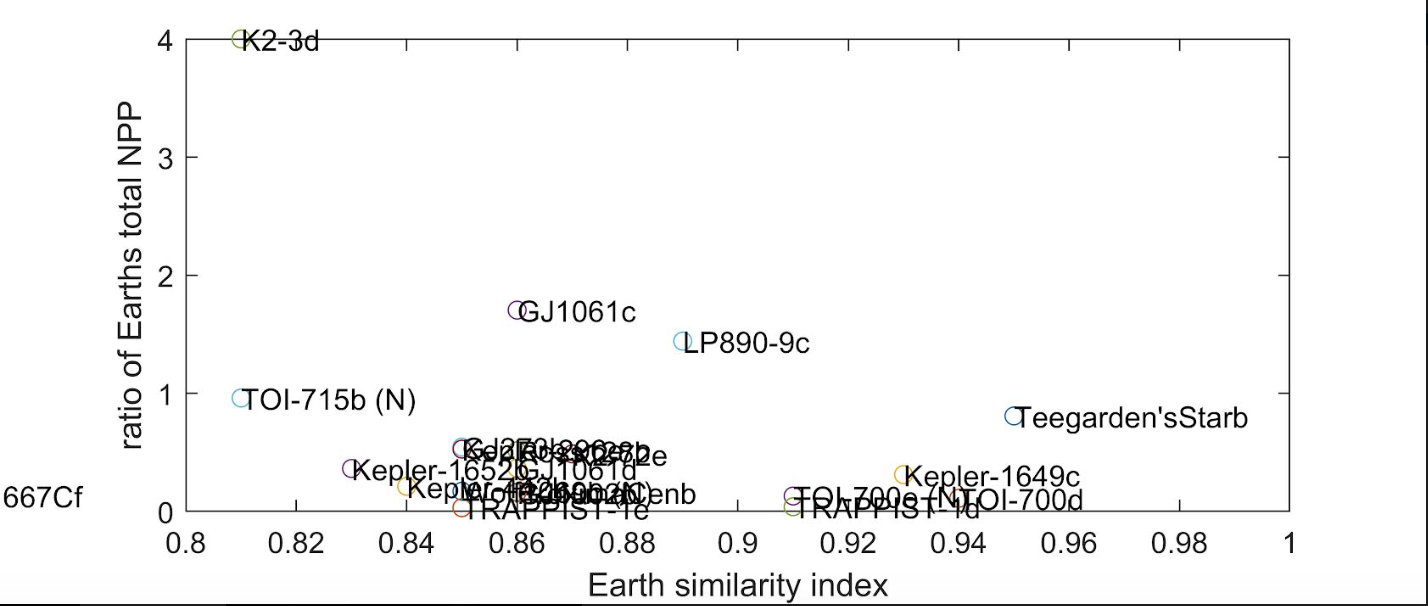 4
K2-3d
3
2
GJ1061c
LP890-9c
1
TOI-715b (N)
Teegarden'sStarb
Kepler-1652b
GJ1061d
Kepler-1649c
667Cf
TOI-700e (N)
TOI-700d
TRAPPIST-1c
TRAPPIST-1d
0
0.8 0.82 0.84 0.86 0.88 0.9 0.92 0.94 0.96 0.98 1
Earth similarity index
ratio of Earths total NPP